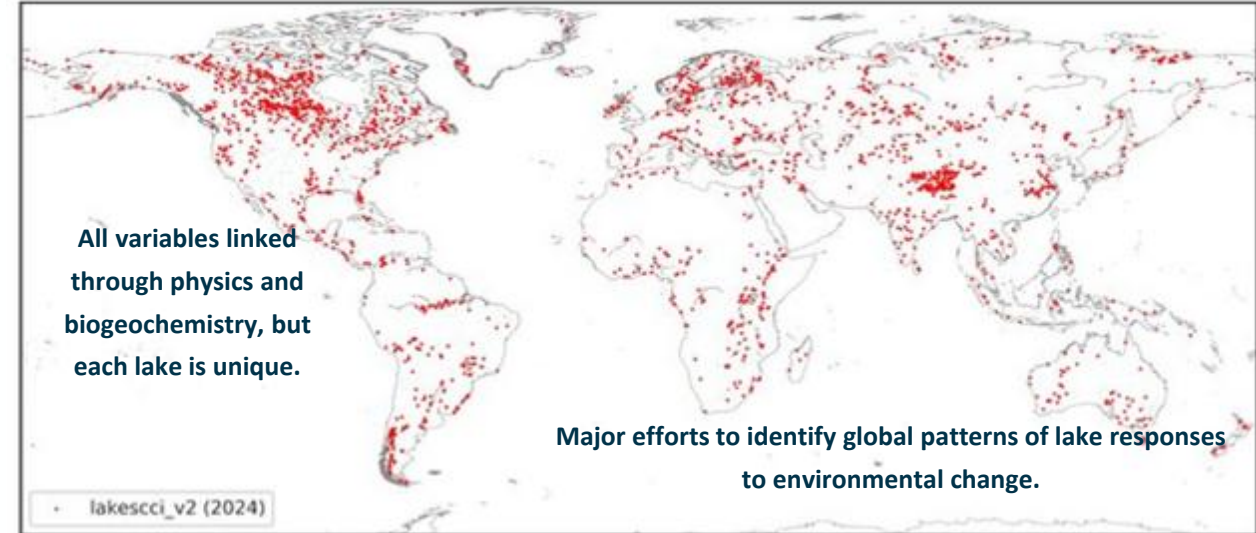 All variables linked
through physics and
biogeochemistry, but
each lake is unique.
Major efforts to identify global patterns of lake responses
to environmental change.
lakescci_v2 (2024)